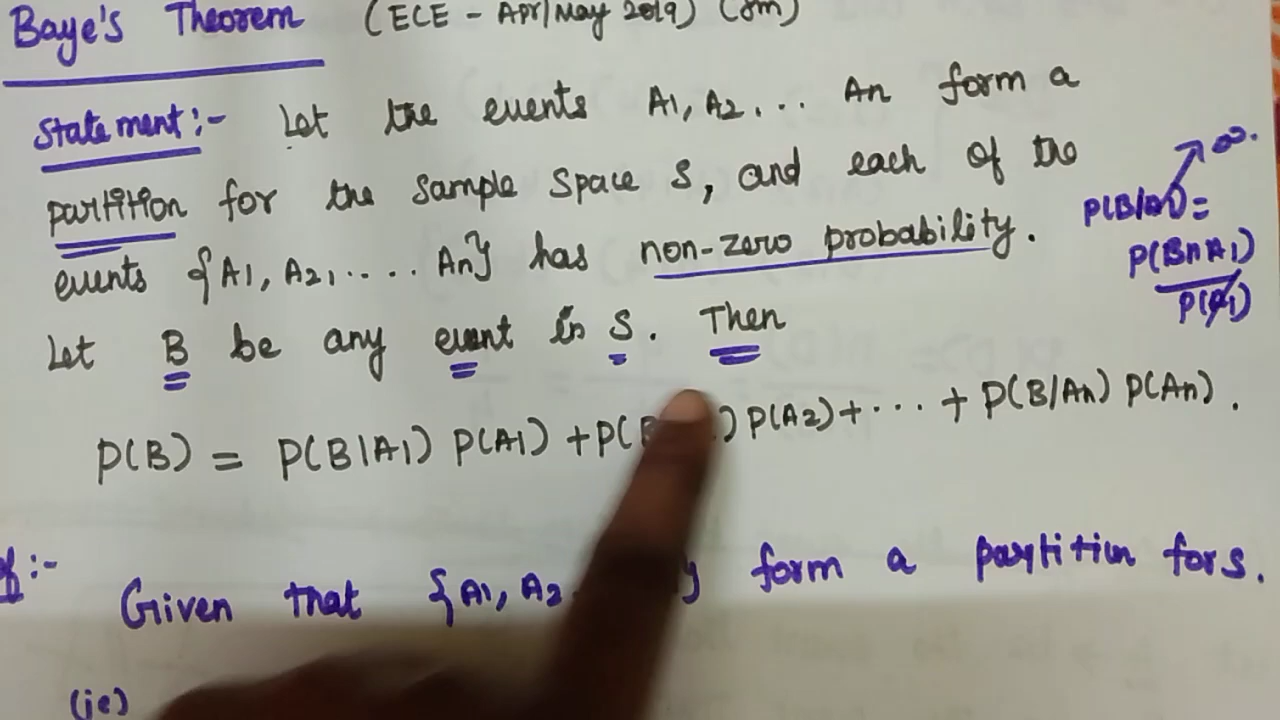 Baye's Theorem (ECE - Apr/May 2019) (8m)
Statement:- Let the events A1, A2 ... An form a
partition for the sample space S, and each of the
events {A1, A2, .... An} has non-zero probability.
Let B be any event in S. Then
P(B) = P(B|A1) P(A1) + P( ) P(A2) + ... + P(B/An) P(An).
P(B/A1) = ∞.
P(B∩A1)
P(A1)
:- Given that {A1, A2 } form a partition for S.
(ie)